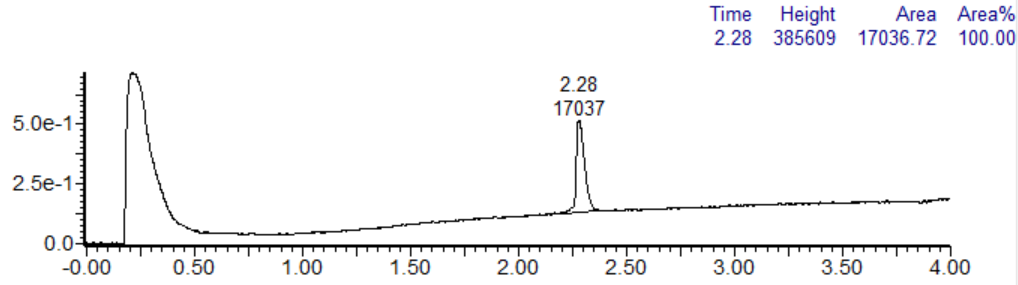 Time Height Area Area%
2.28 385609 17036.72 100.00
2.28
17037
5.0e-1
2.5e-1
0.0
-0.00 0.50 1.00 1.50 2.00 2.50 3.00 3.50 4.00